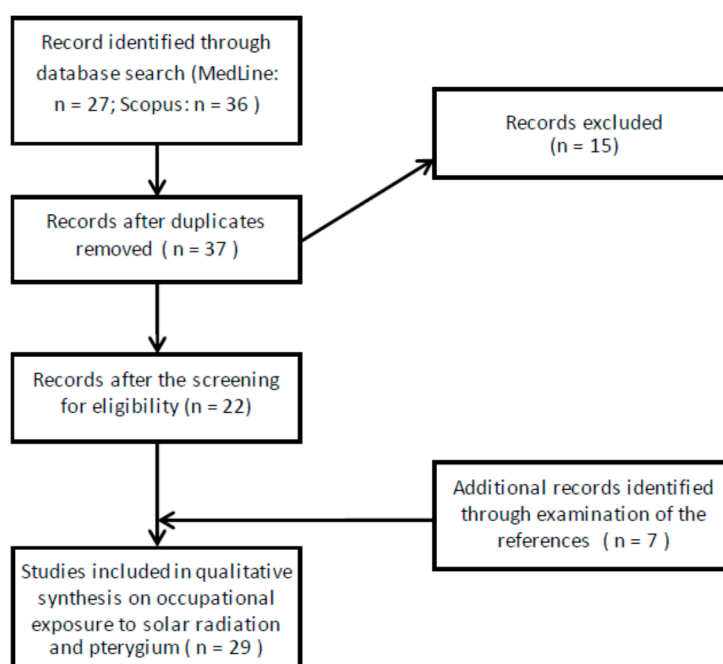 Record identified through
database search (MedLine:
n = 27; Scopus: n = 36 )
Records excluded
(n = 15)
Records after duplicates
removed ( n = 37 )
Records after the screening
for eligibility (n = 22)
Additional records identified
through examination of the
references ( n = 7 )
Studies included in qualitative
synthesis on occupational
exposure to solar radiation
and pterygium ( n = 29 )